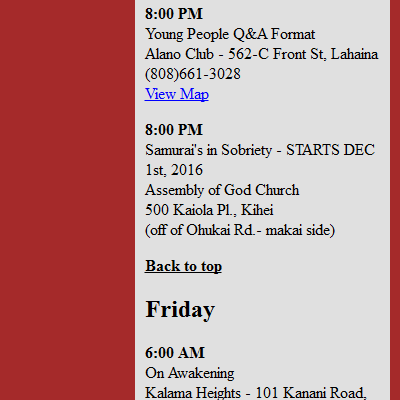 8:00 PM
Young People Q&A Format
Alano Club - 562-C Front St, Lahaina
(808)661-3028
View Map
8:00 PM
Samurai's in Sobriety - STARTS DEC
1st, 2016
Assembly of God Church
500 Kaiola Pl., Kihei
(off of Ohukai Rd.- makai side)
Back to top
Friday
6:00 AM
On Awakening
Kalama Heights - 101 Kanani Road,